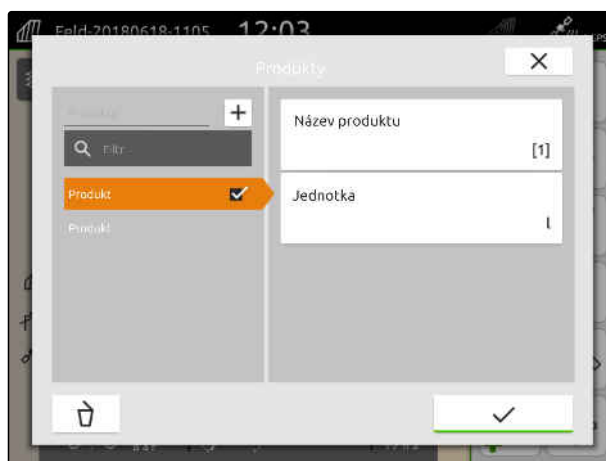 Feld-20180618-1105 12:03
Produkty
Název produktu
[1]
Filtr
Produkt
Jednotka
l
Produkt